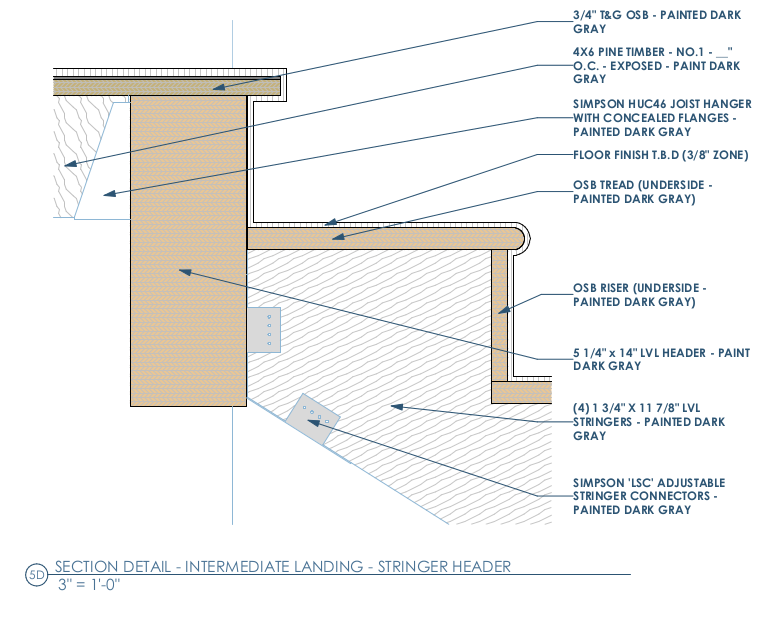 3/4" T&G OSB - PAINTED DARK
GRAY
4X6 PINE TIMBER - NO.1 - __"
O.C. - EXPOSED - PAINT DARK
GRAY
SIMPSON HUC46 JOIST HANGER
WITH CONCEALED FLANGES -
PAINTED DARK GRAY
FLOOR FINISH T.B.D (3/8" ZONE)
OSB TREAD (UNDERSIDE -
PAINTED DARK GRAY)
OSB RISER (UNDERSIDE -
PAINTED DARK GRAY)
5 1/4" x 14" LVL HEADER - PAINT
DARK GRAY
(4) 1 3/4" X 11 7/8" LVL
STRINGERS - PAINTED DARK
GRAY
SIMPSON 'LSC' ADJUSTABLE
STRINGER CONNECTORS -
PAINTED DARK GRAY
5D
SECTION DETAIL - INTERMEDIATE LANDING - STRINGER HEADER
3" = 1'-0"